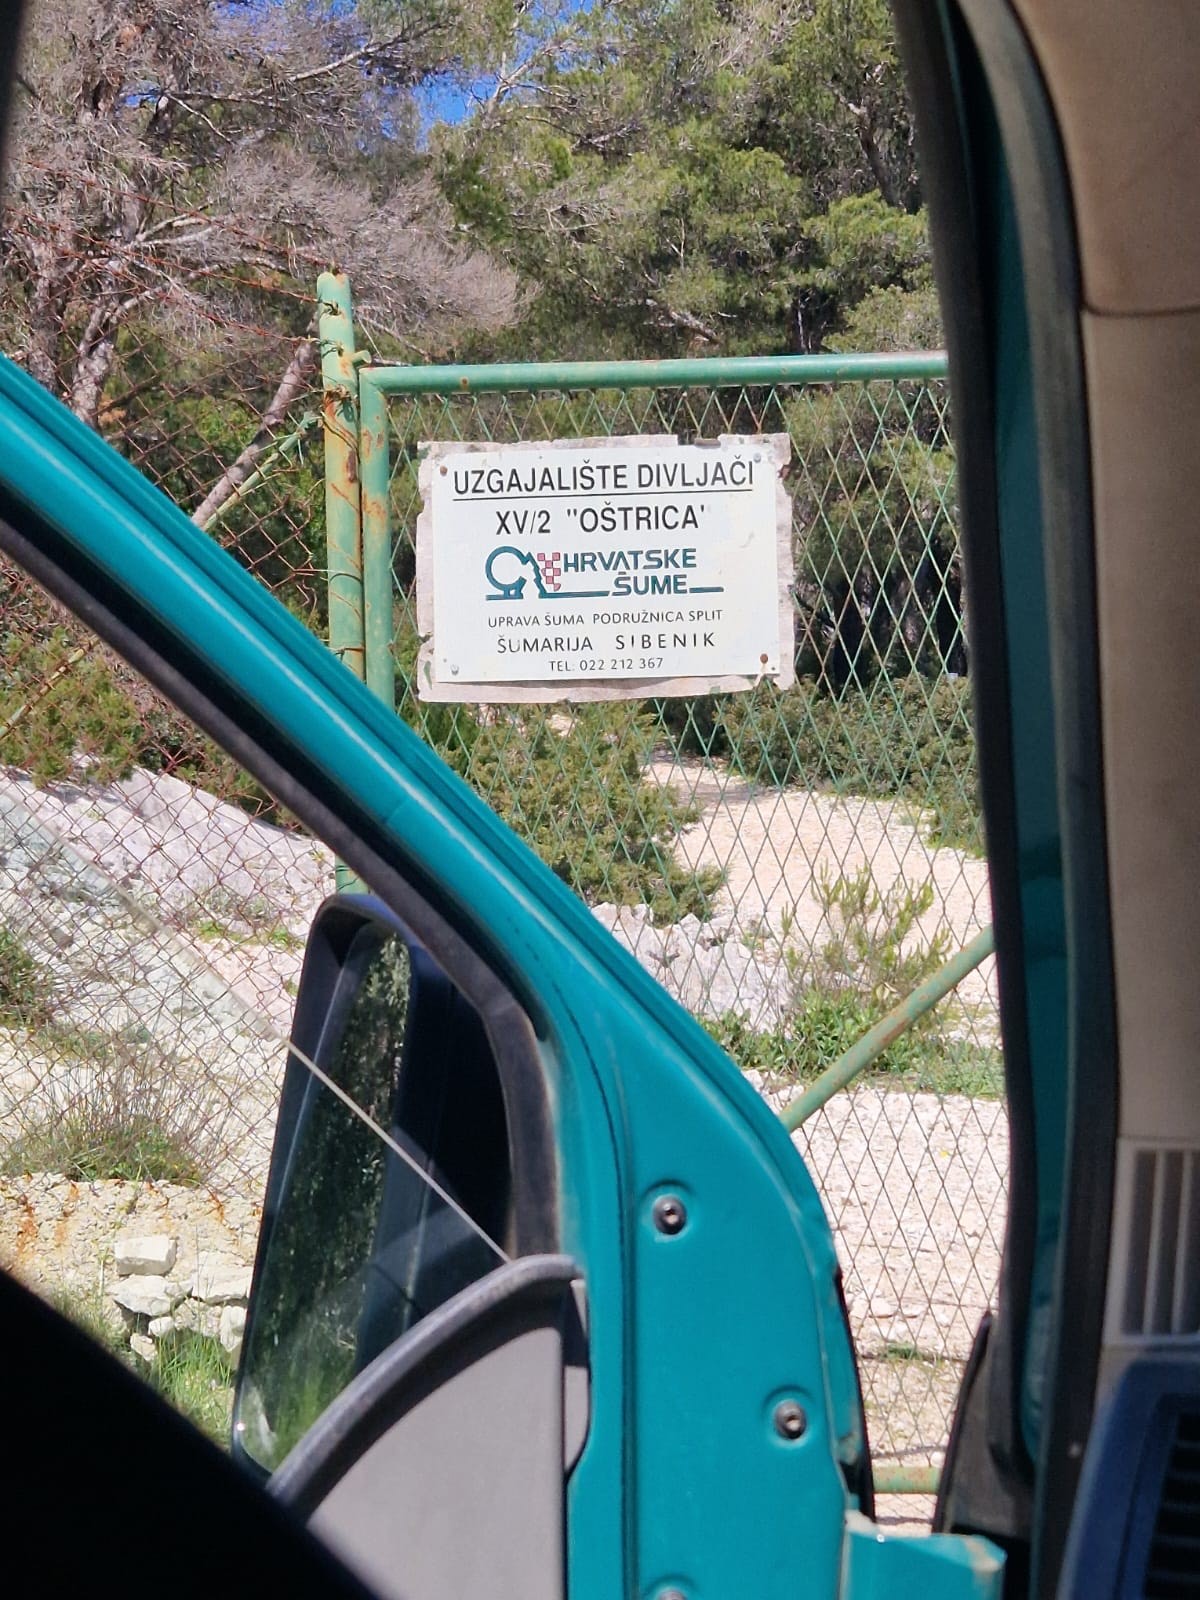 UZGAJALIŠTE DIVLJAČI
XV/2 "OŠTRICA"
HRVATSKE
ŠUME
UPRAVA ŠUMA PODRUŽNICA SPLIT
ŠUMARIJA SIBENIK
TEL: 022 212 367